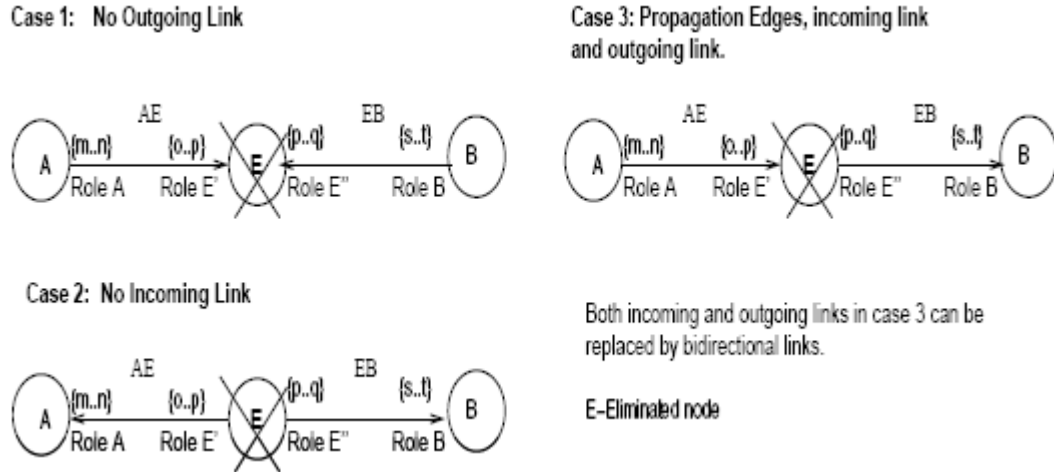 Case 1: No Outgoing Link
AE
EB
A
{m..n}
{o..p}
E
{p..q}
{s..t}
B
Role A
Role E'
Role E''
Role B
Case 2: No Incoming Link
AE
EB
A
{m..n}
{o..p}
E
{p..q}
{s..t}
B
Role A
Role E'
Role E''
Role B
Case 3: Propagation Edges, incoming link
and outgoing link.
AE
EB
A
{m..n}
{o..p}
E
{p..q}
{s..t}
B
Role A
Role E'
Role E''
Role B
Both incoming and outgoing links in case 3 can be
replaced by bidirectional links.
E-Eliminated node